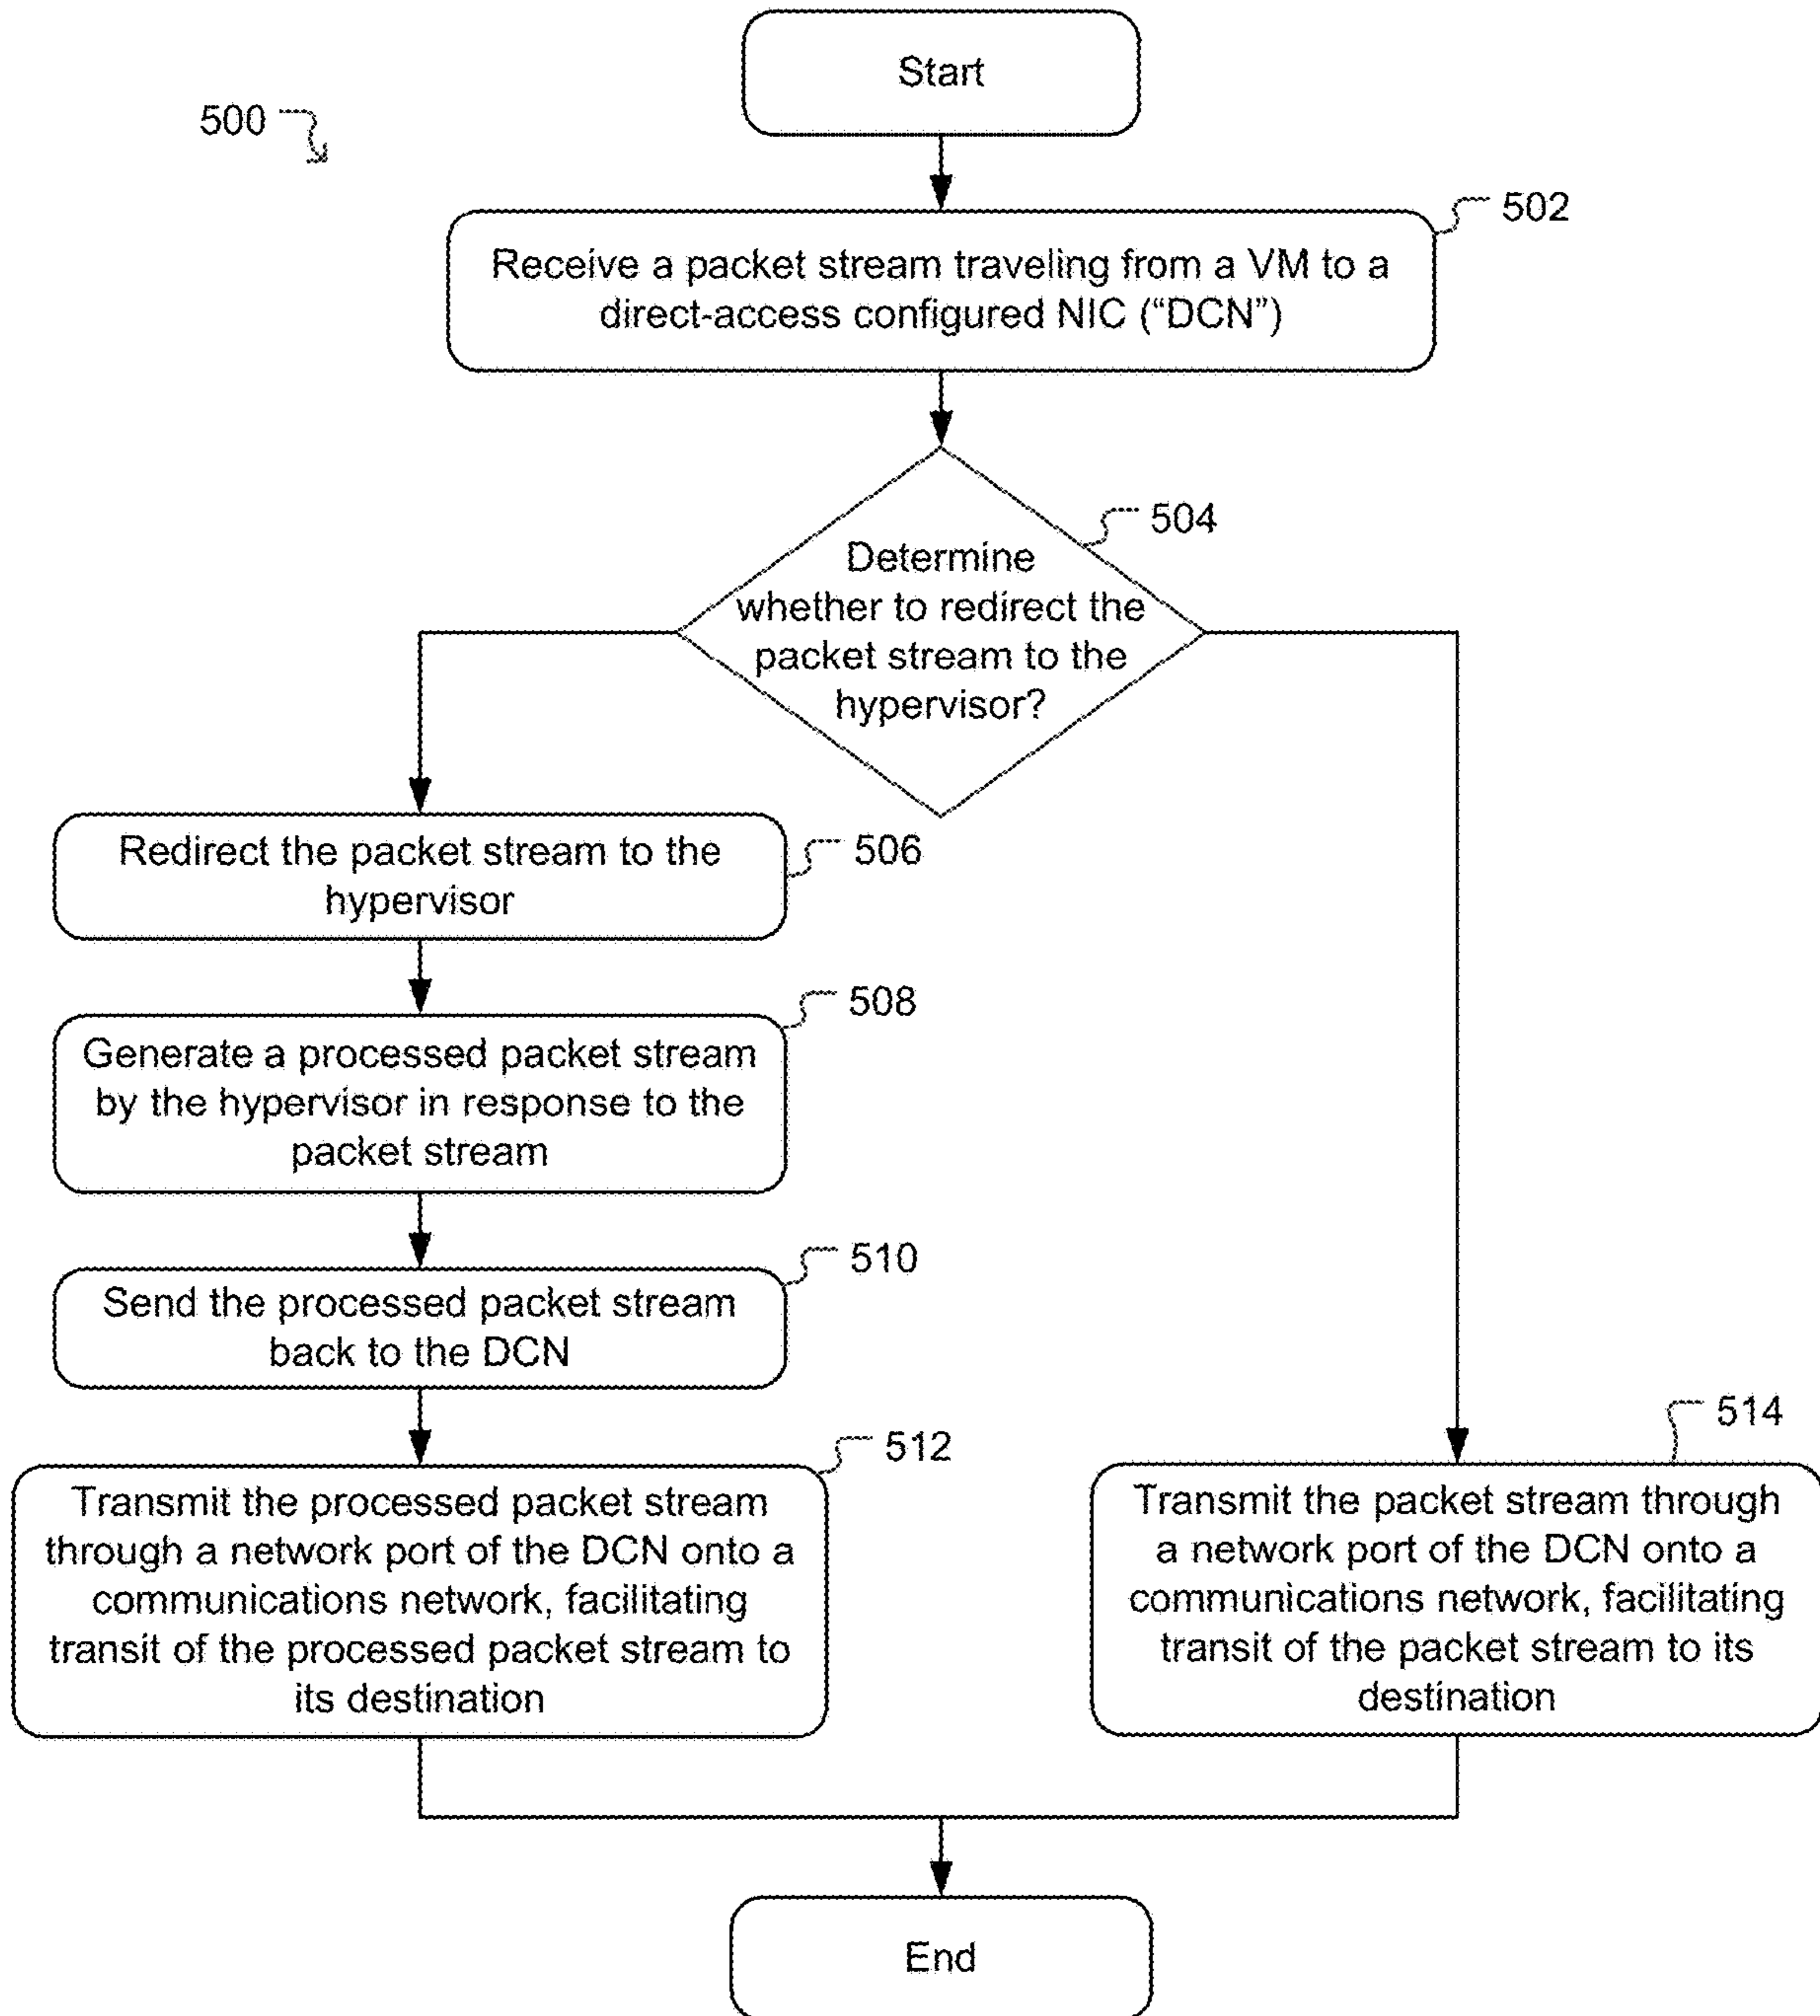 Start
500
502
Receive a packet stream traveling from a VM to a
direct-access configured NIC (“DCN”)
504
Determine
whether to redirect the
packet stream to the
hypervisor?
Redirect the packet stream to the
hypervisor
506
508
Generate a processed packet stream
by the hypervisor in response to the
packet stream
510
Send the processed packet stream
back to the DCN
512
Transmit the processed packet stream
through a network port of the DCN onto a
communications network, facilitating
transit of the processed packet stream to
its destination
514
Transmit the packet stream through
a network port of the DCN onto a
communications network, facilitating
transit of the packet stream to its
destination
End